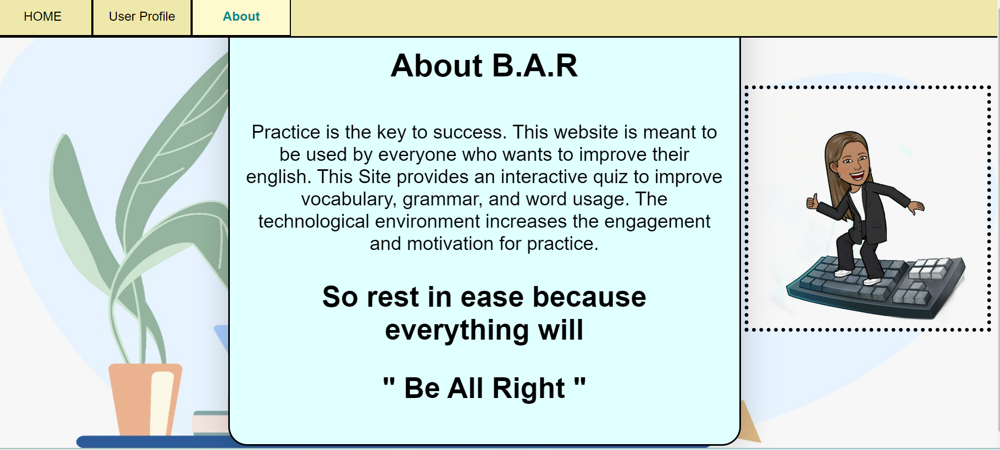 HOME
User Profile
About
About B.A.R
Practice is the key to success. This website is meant to
be used by everyone who wants to improve their
english. This Site provides an interactive quiz to improve
vocabulary, grammar, and word usage. The
technological environment increases the engagement
and motivation for practice.
So rest in ease because
everything will
" Be All Right "